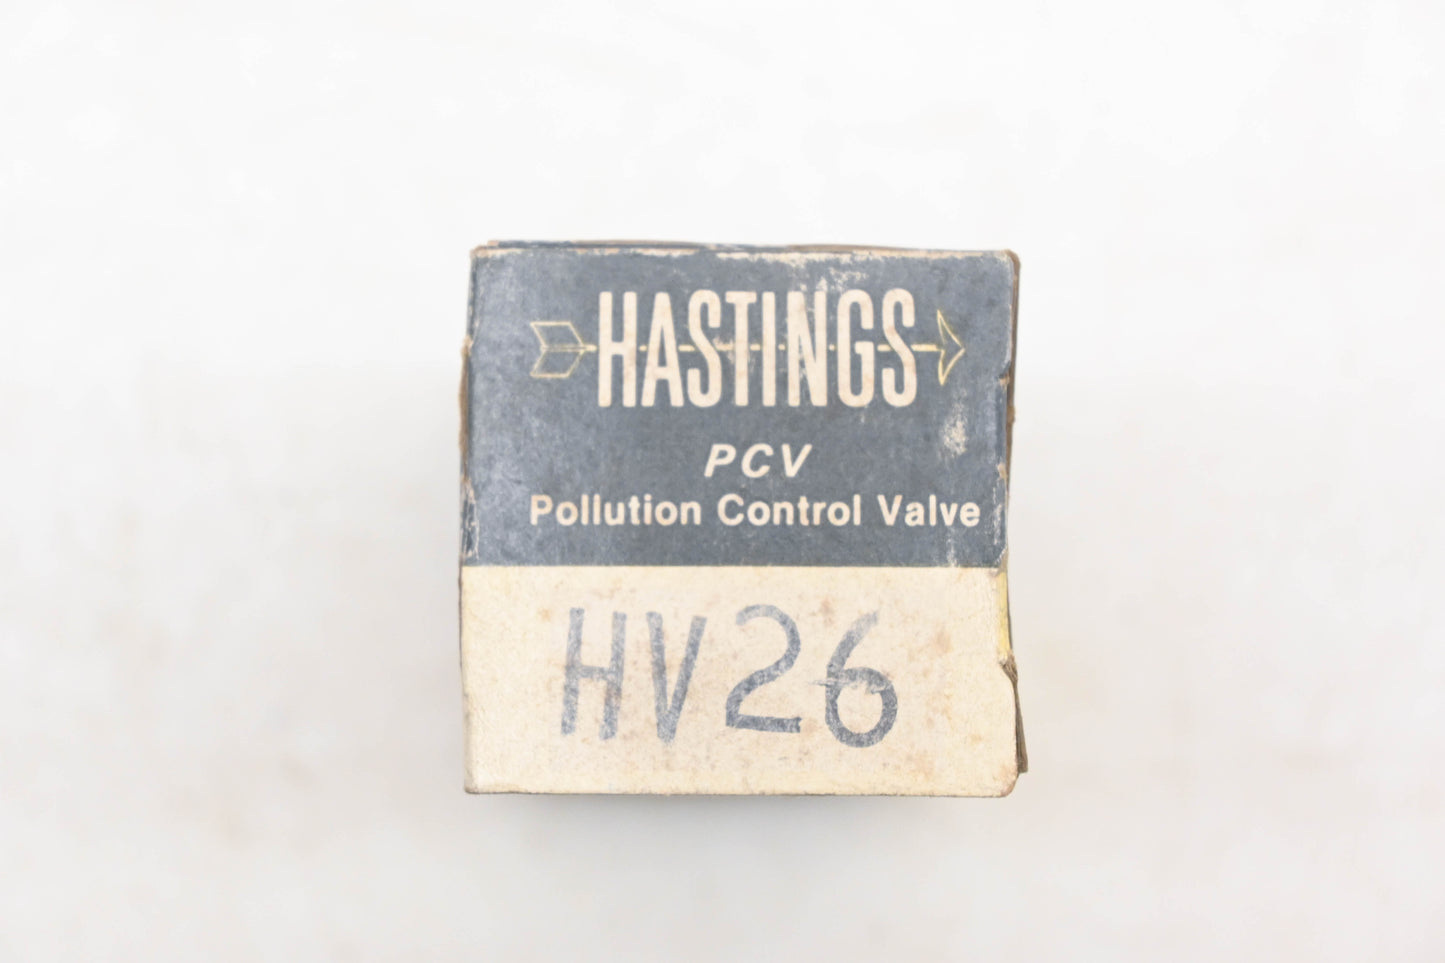 HASTINGS
PCV
Pollution Control Valve
HV26